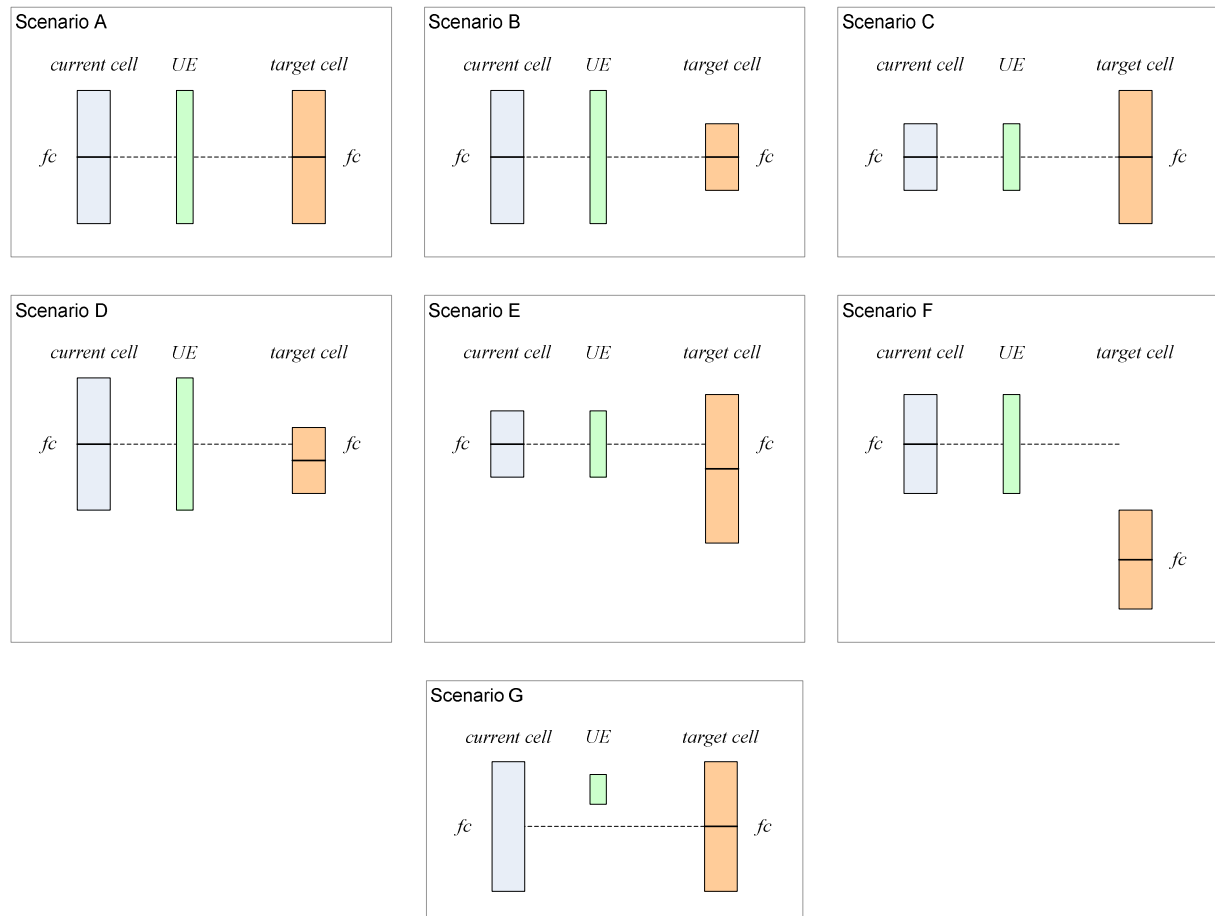 Scenario A
current cell UE target cell
fc fc
Scenario B
current cell UE target cell
fc fc
Scenario C
current cell UE target cell
fc fc
Scenario D
current cell UE target cell
fc fc
Scenario E
current cell UE target cell
fc fc
Scenario F
current cell UE target cell
fc
fc
Scenario G
current cell UE target cell
fc fc